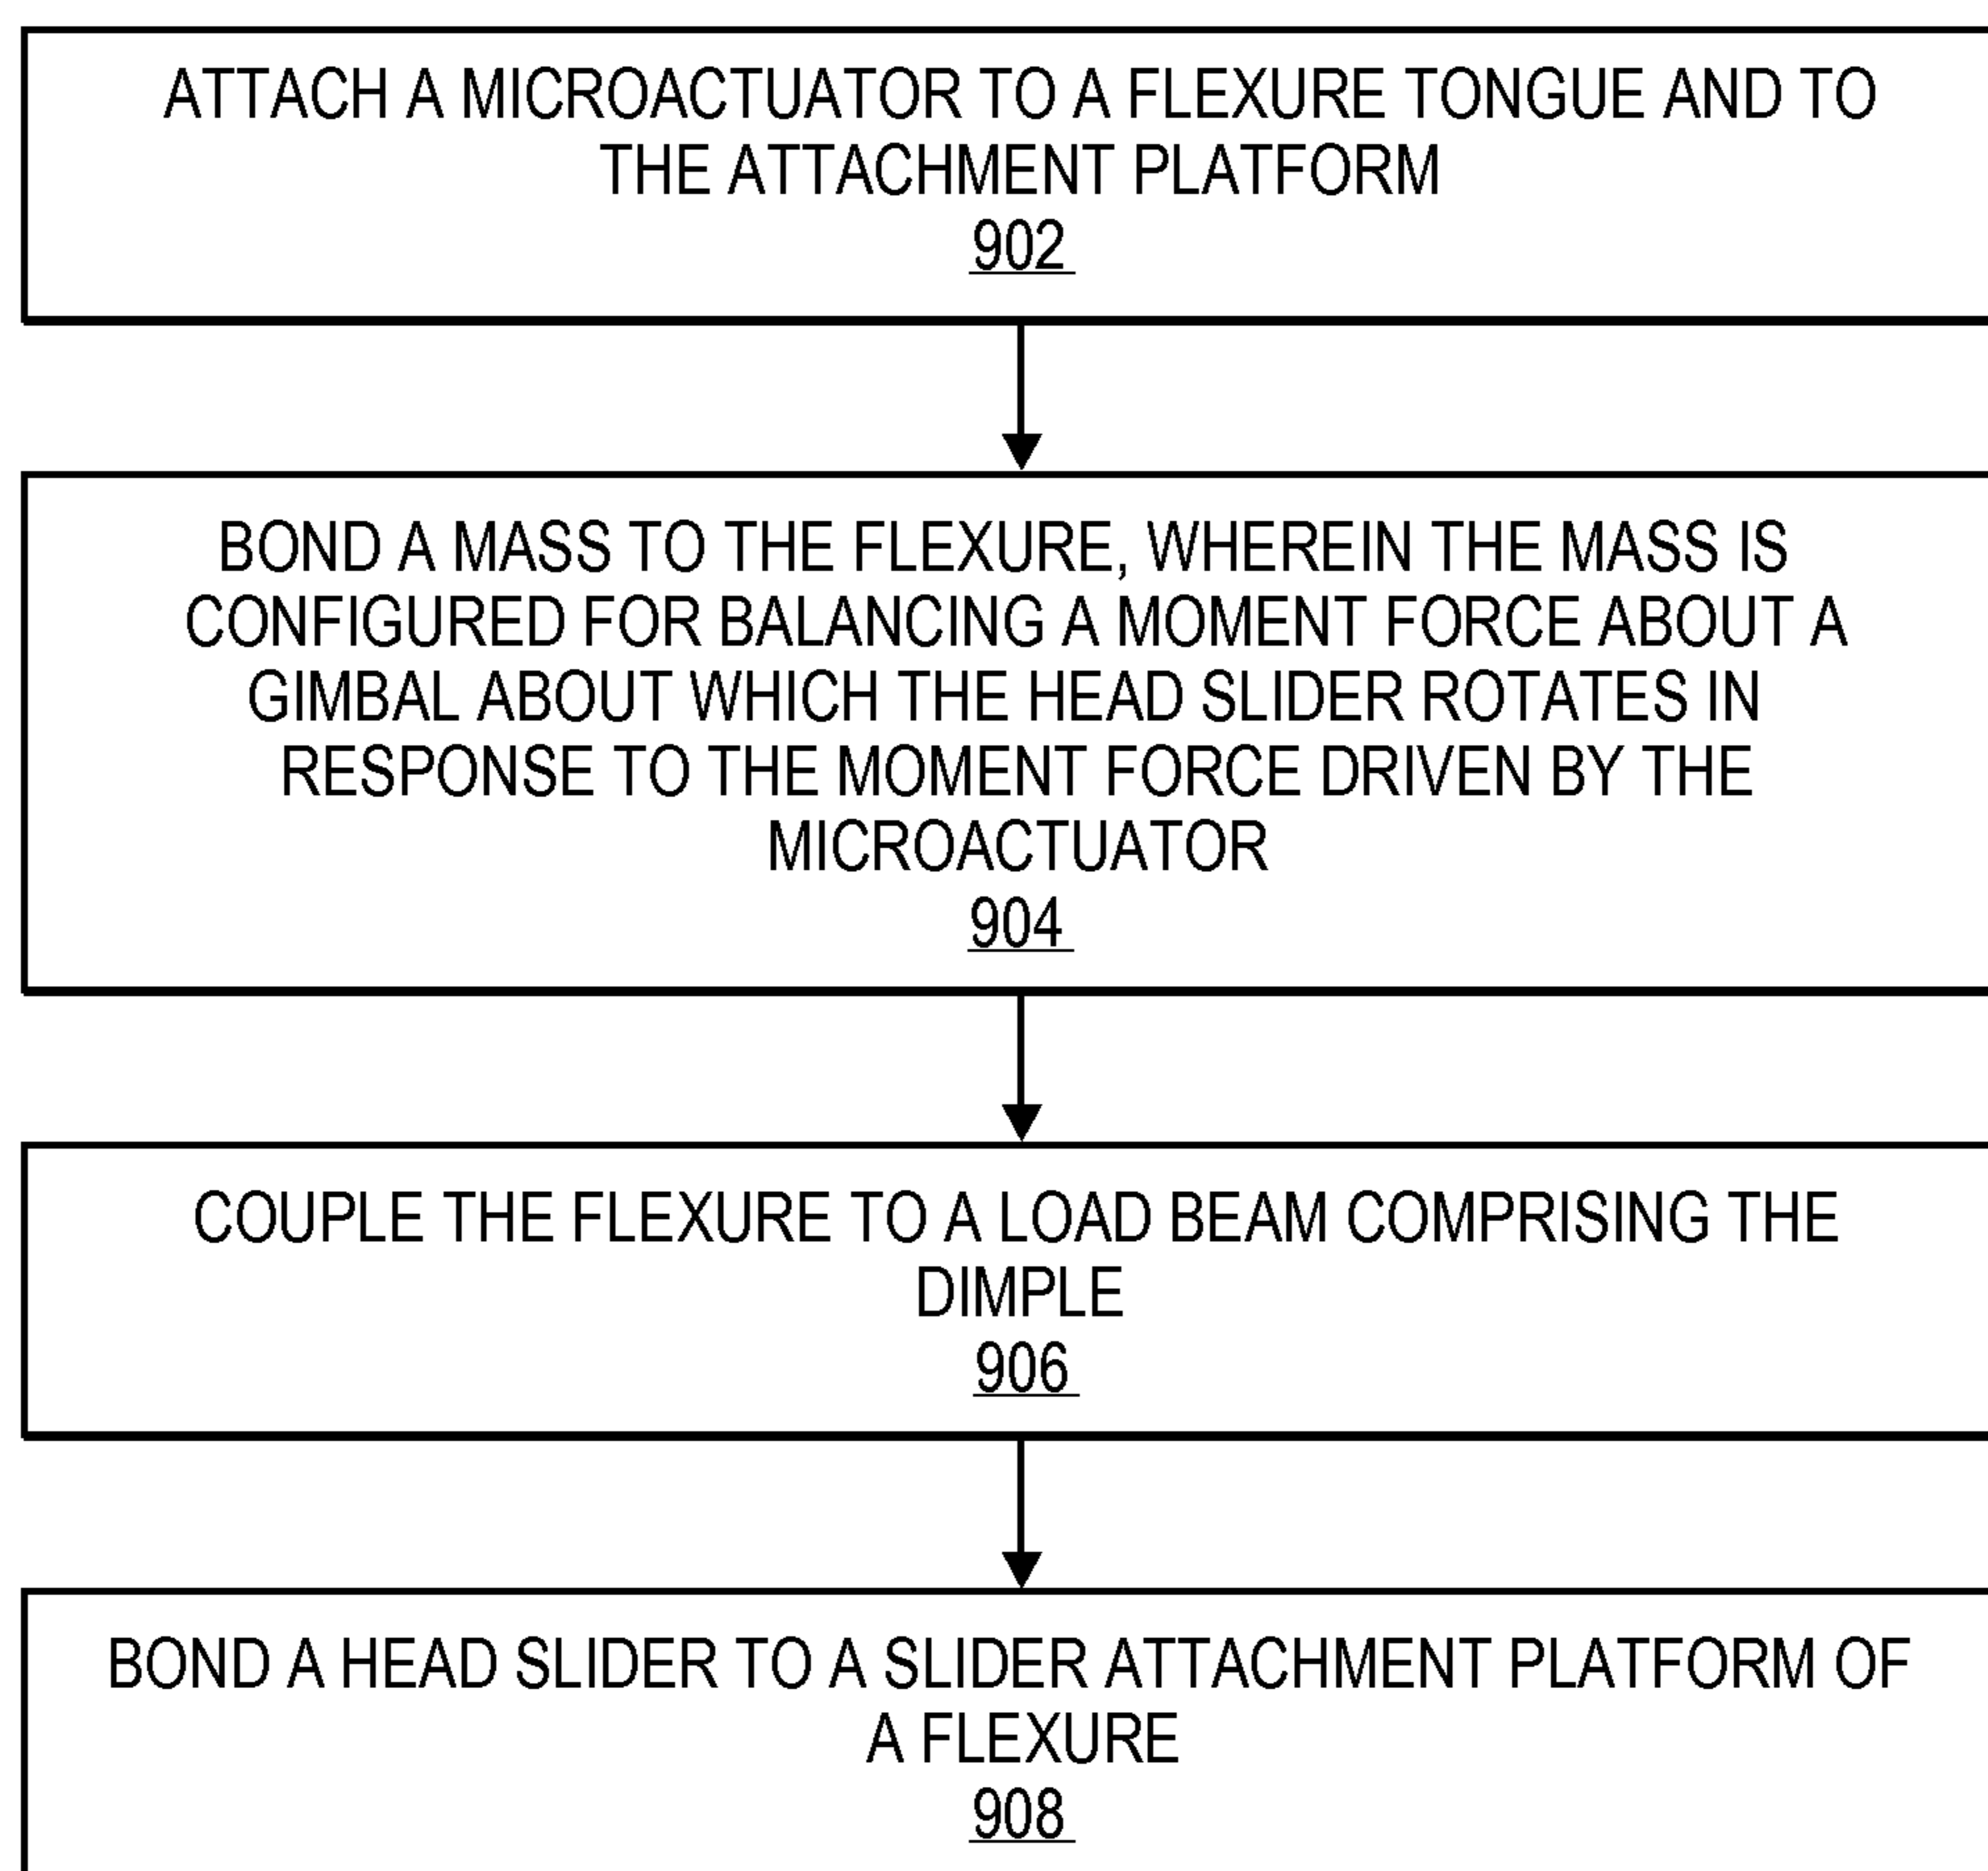 ATTACH A MICROACTUATOR TO A FLEXURE TONGUE AND TO
THE ATTACHMENT PLATFORM
902
BOND A MASS TO THE FLEXURE, WHEREIN THE MASS IS
CONFIGURED FOR BALANCING A MOMENT FORCE ABOUT A
GIMBAL ABOUT WHICH THE HEAD SLIDER ROTATES IN
RESPONSE TO THE MOMENT FORCE DRIVEN BY THE
MICROACTUATOR
904
COUPLE THE FLEXURE TO A LOAD BEAM COMPRISING THE
DIMPLE
906
BOND A HEAD SLIDER TO A SLIDER ATTACHMENT PLATFORM OF
A FLEXURE
908